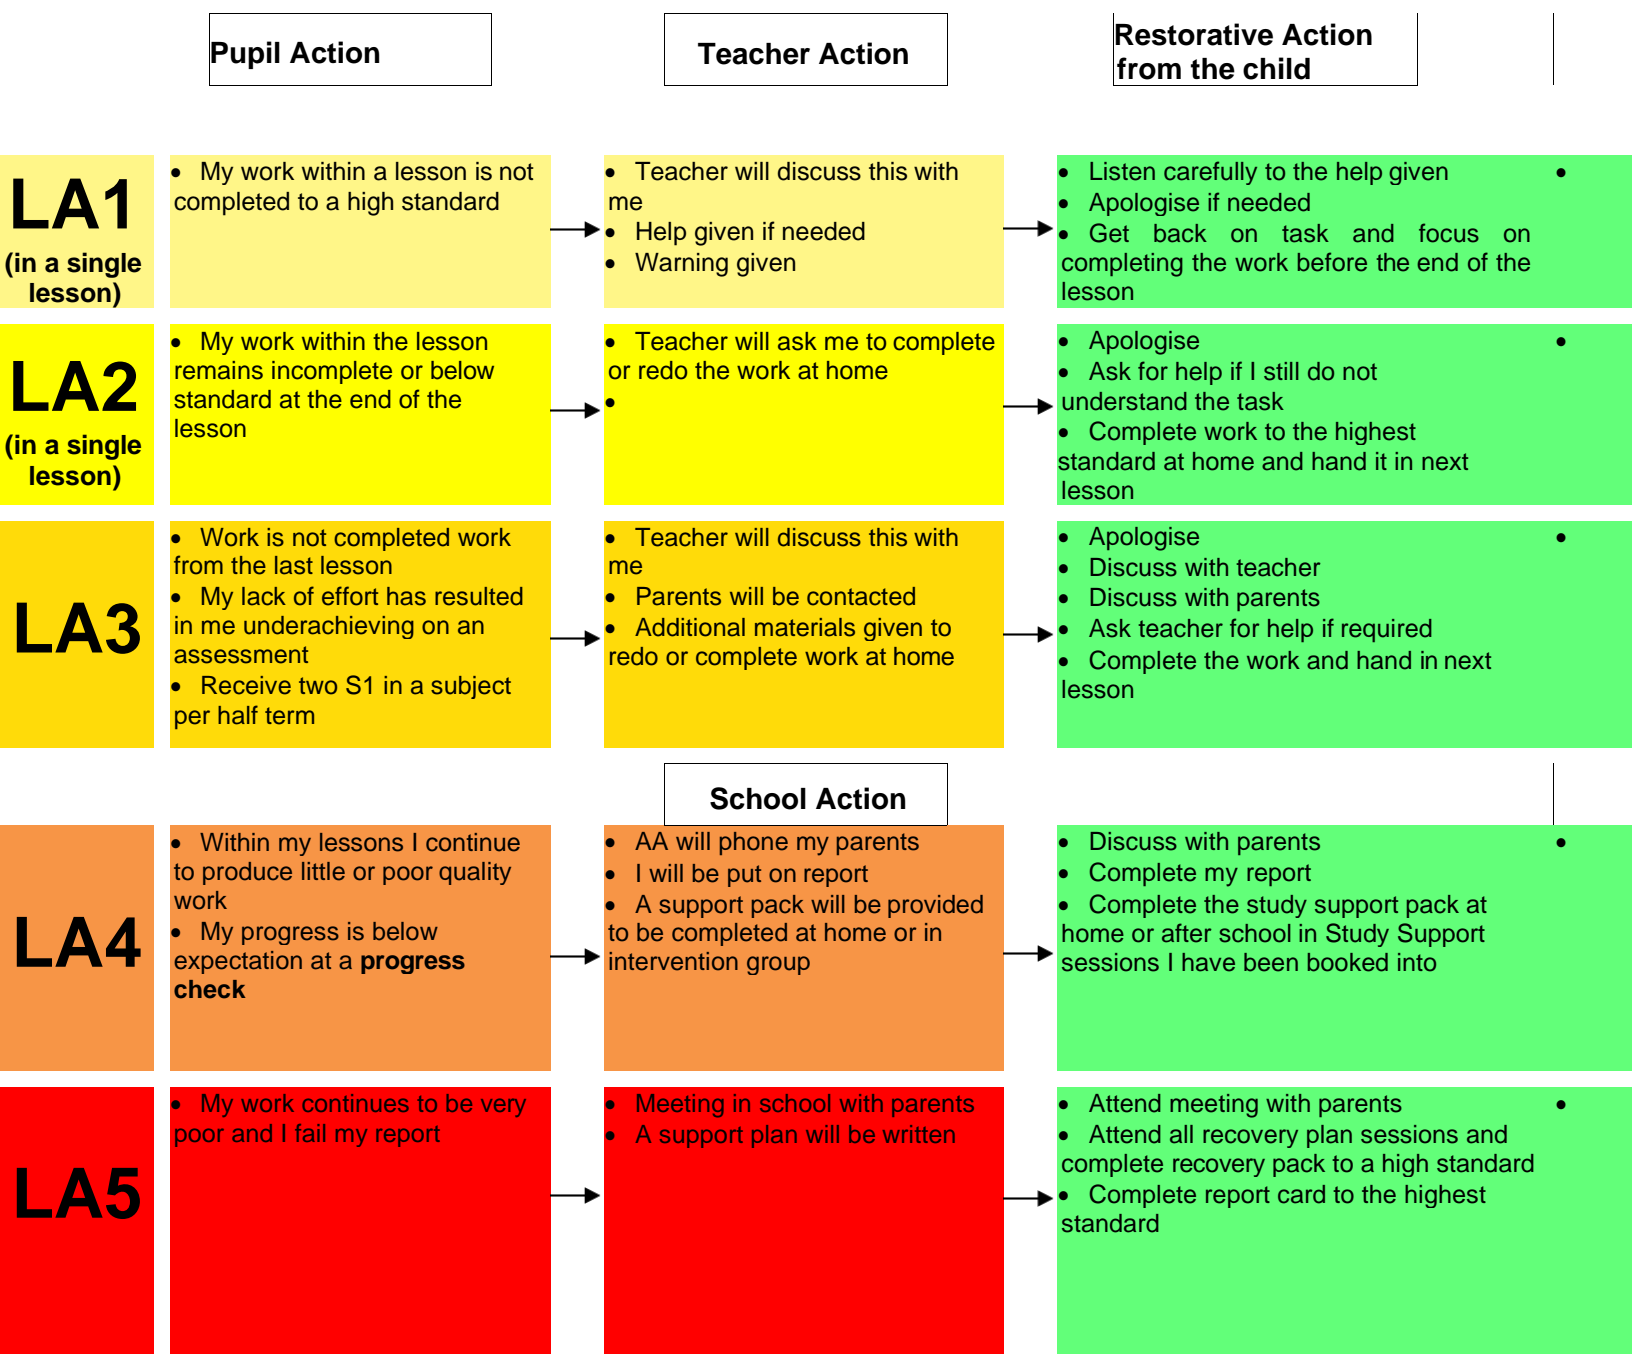 Pupil Action
Teacher Action
Restorative Action
from the child
LA1
(in a single
lesson)
• My work within a lesson is not
completed to a high standard
• Teacher will discuss this with
me
• Help given if needed
• Warning given
• Listen carefully to the help given
• Apologise if needed
• Get back on task and focus on
completing the work before the end of the
lesson
•
LA2
(in a single
lesson)
• My work within the lesson
remains incomplete or below
standard at the end of the
lesson
• Teacher will ask me to complete
or redo the work at home
•
• Apologise
• Ask for help if I still do not
understand the task
• Complete work to the highest
standard at home and hand it in next
lesson
•
LA3
• Work is not completed work
from the last lesson
• My lack of effort has resulted
in me underachieving on an
assessment
• Receive two S1 in a subject
per half term
• Teacher will discuss this with
me
• Parents will be contacted
• Additional materials given to
redo or complete work at home
• Apologise
• Discuss with teacher
• Discuss with parents
• Ask teacher for help if required
• Complete the work and hand in next
lesson
•
School Action
LA4
• Within my lessons I continue
to produce little or poor quality
work
• My progress is below
expectation at a progress
check
• AA will phone my parents
• I will be put on report
• A support pack will be provided
to be completed at home or in
intervention group
• Discuss with parents
• Complete my report
• Complete the study support pack at
home or after school in Study Support
sessions I have been booked into
•
LA5
• My work continues to be very
poor and I fail my report
• Meeting in school with parents
• A support plan will be written
• Attend meeting with parents
• Attend all recovery plan sessions and
complete recovery pack to a high standard
• Complete report card to the highest
standard
•